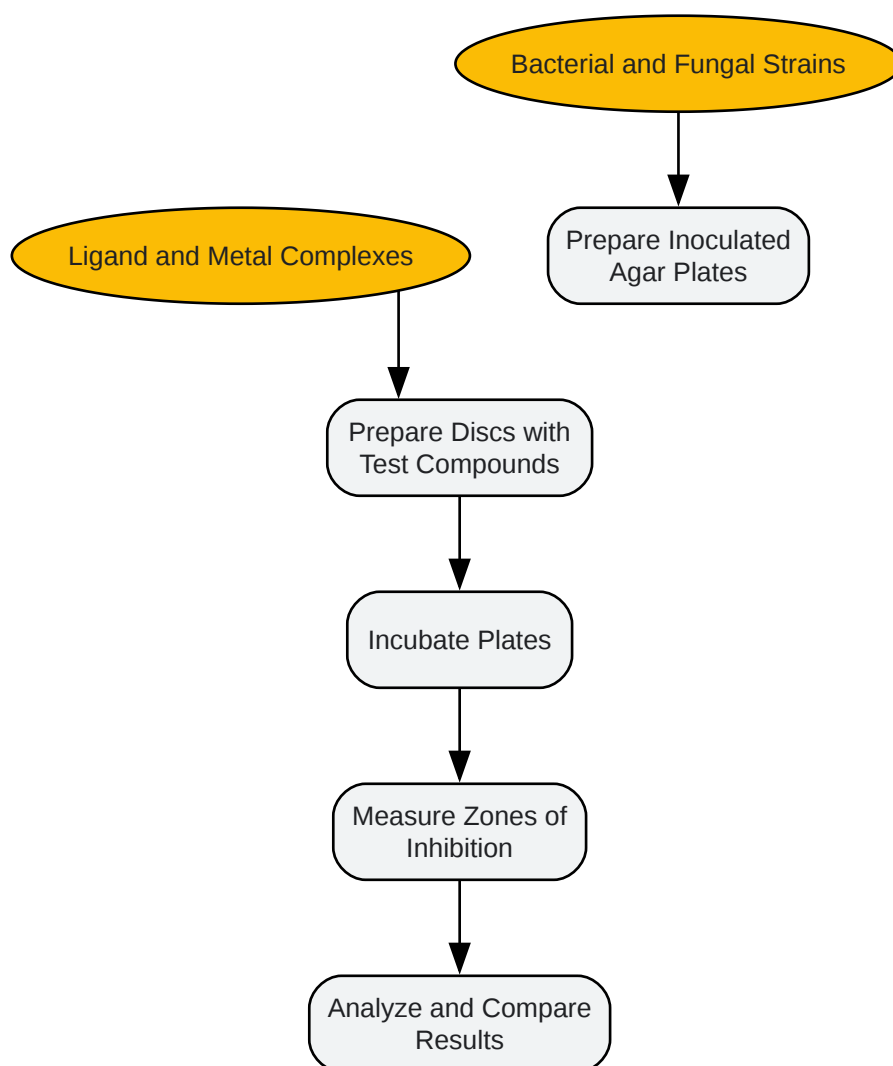 Bacterial and Fungal Strains
Prepare Inoculated
Agar Plates
Ligand and Metal Complexes
Prepare Discs with
Test Compounds
Incubate Plates
Measure Zones of
Inhibition
Analyze and Compare
Results